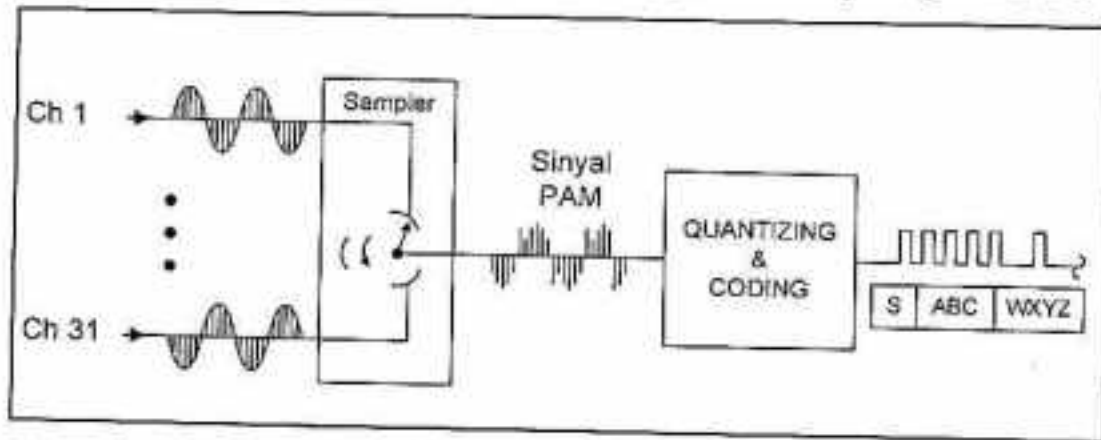 Ch 1
Sampler
Sinyal
PAM
QUANTIZING
&
CODING
S ABC WXYZ
Ch 31